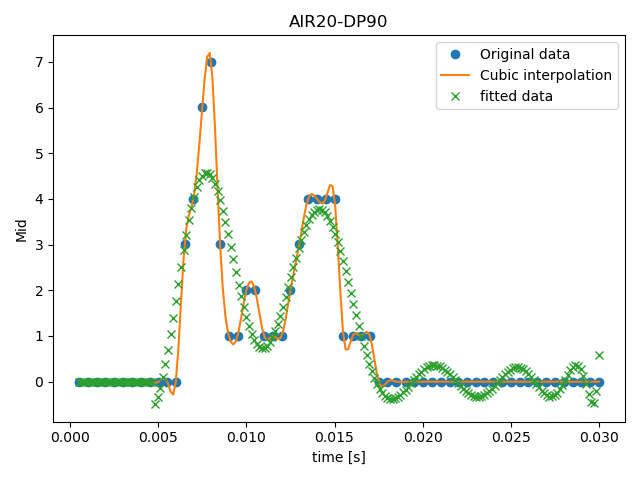 AIR20-DP90
Original data
Cubic interpolation
fitted data
Mid
7
6
5
4
3
2
1
0
0.000
0.005
0.010
0.015
0.020
0.025
0.030
time [s]